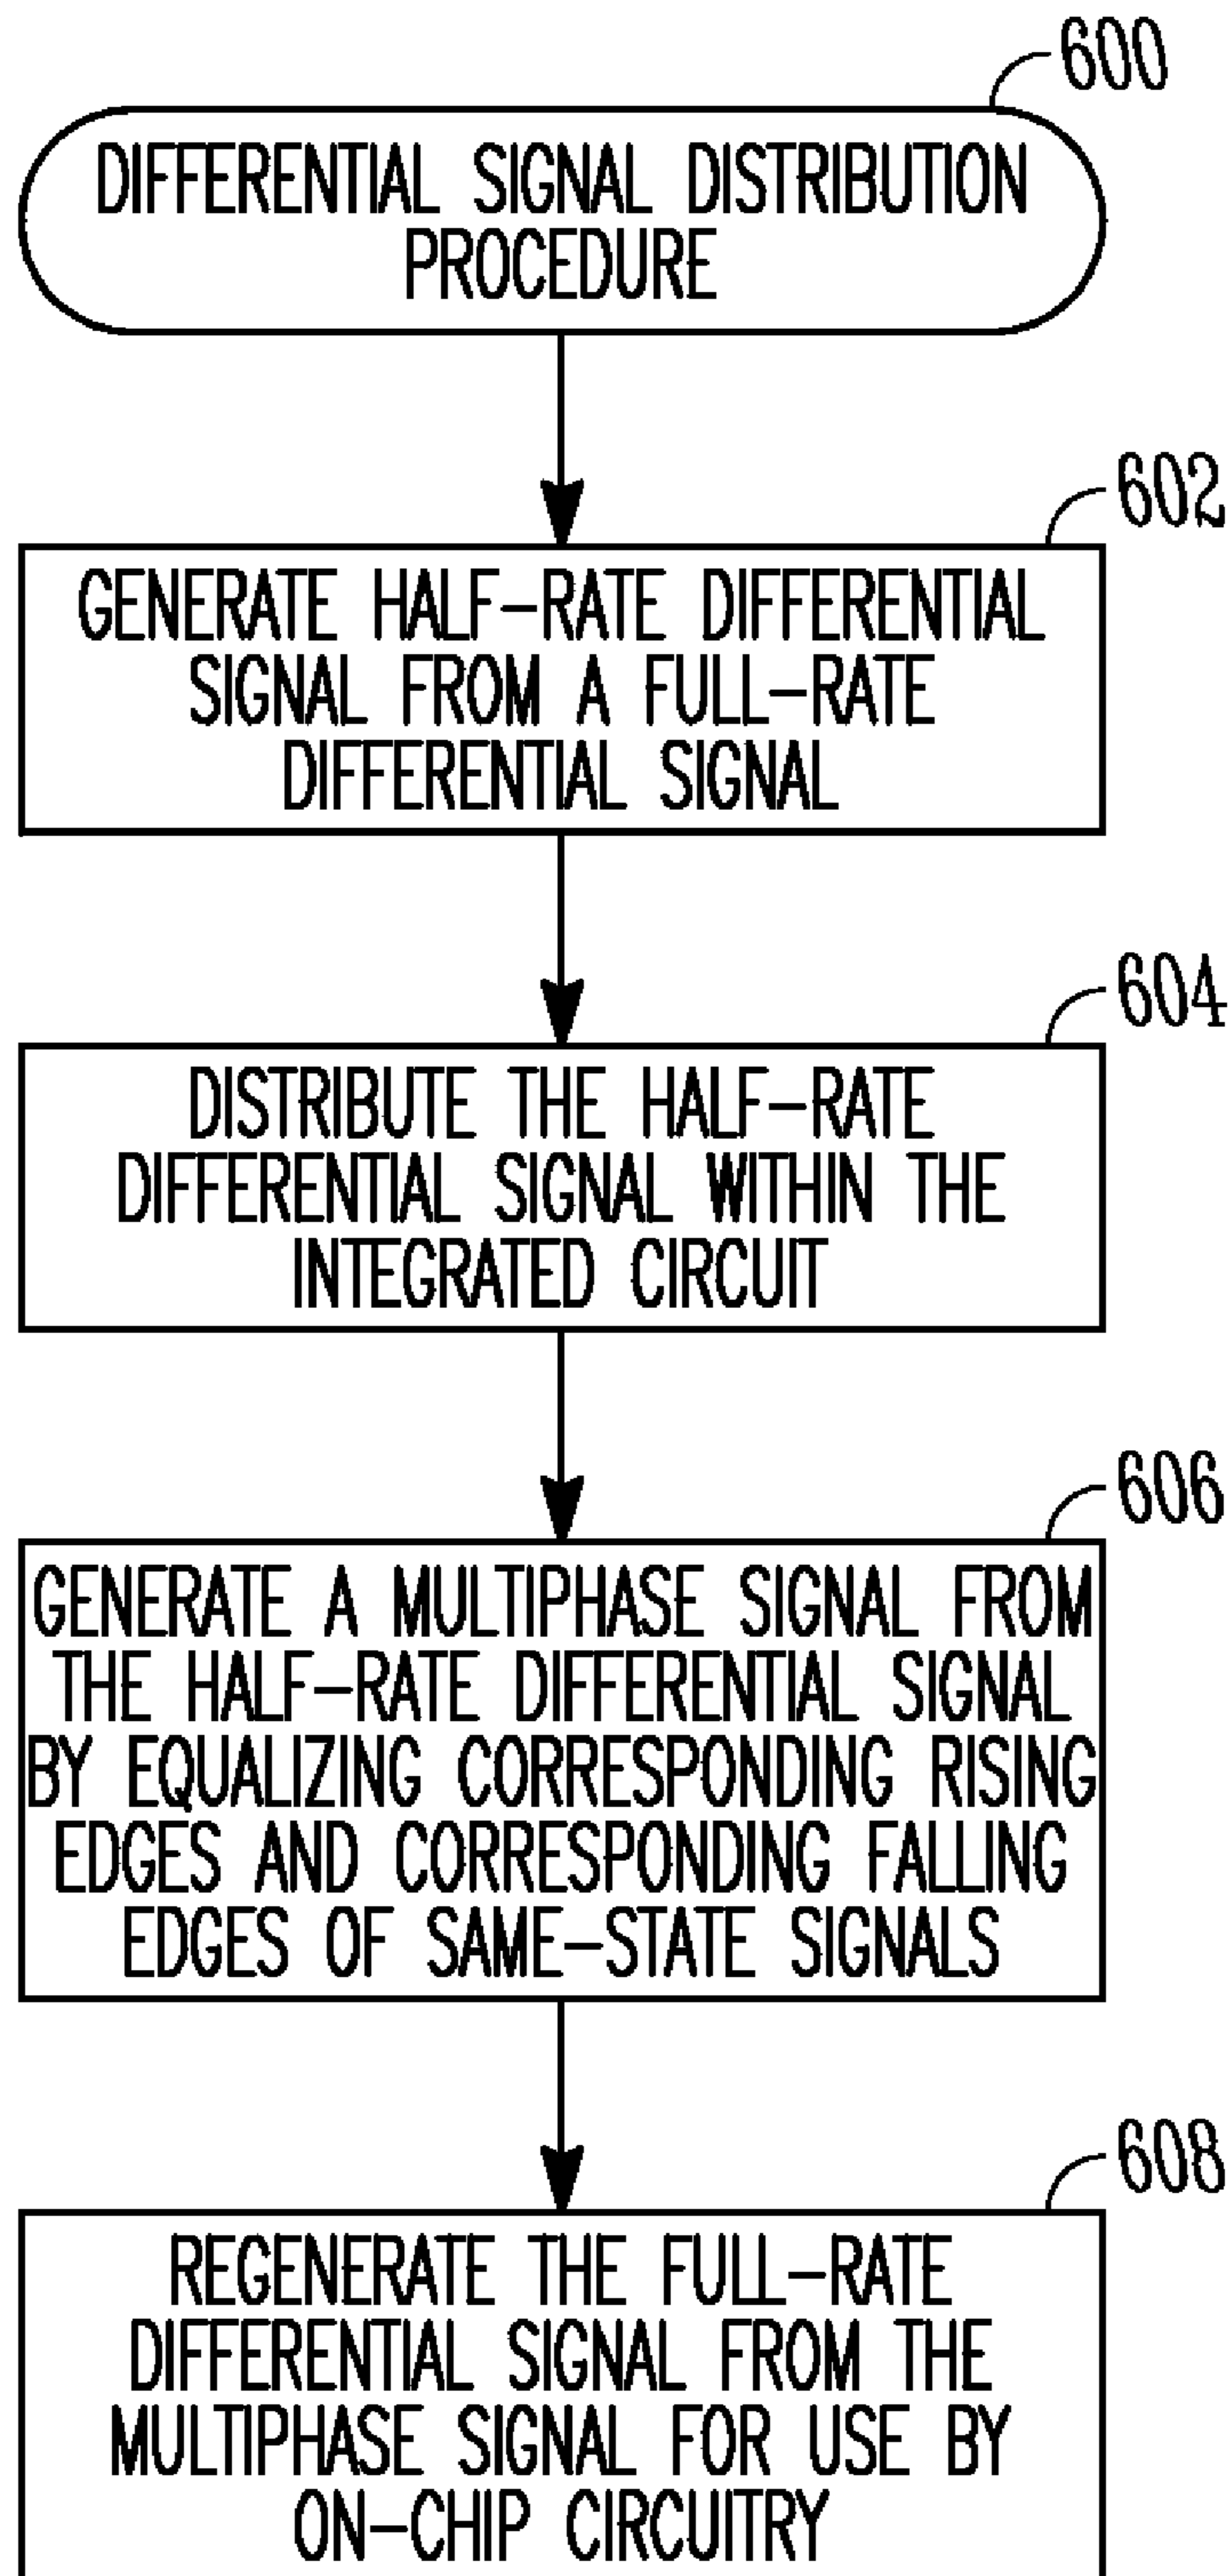 600
DIFFERENTIAL SIGNAL DISTRIBUTION
PROCEDURE
602
GENERATE HALF-RATE DIFFERENTIAL
SIGNAL FROM A FULL-RATE
DIFFERENTIAL SIGNAL
604
DISTRIBUTE THE HALF-RATE
DIFFERENTIAL SIGNAL WITHIN THE
INTEGRATED CIRCUIT
606
GENERATE A MULTIPHASE SIGNAL FROM
THE HALF-RATE DIFFERENTIAL SIGNAL
BY EQUALIZING CORRESPONDING RISING
EDGES AND CORRESPONDING FALLING
EDGES OF SAME-STATE SIGNALS
608
REGENERATE THE FULL-RATE
DIFFERENTIAL SIGNAL FROM THE
MULTIPHASE SIGNAL FOR USE BY
ON-CHIP CIRCUITRY